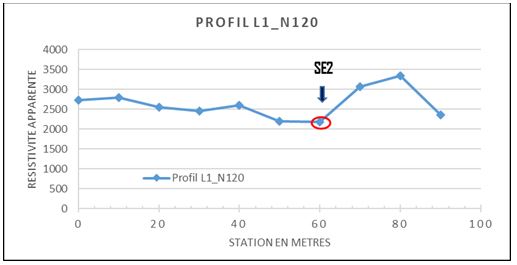 PROFIL L1_N120
RESISTIVITE APPARENTE
4000
3500
3000
2500
2000
1500
1000
500
0
SE2
Profil L1_N120
0 20 40 60 80 100
STATION EN METRES